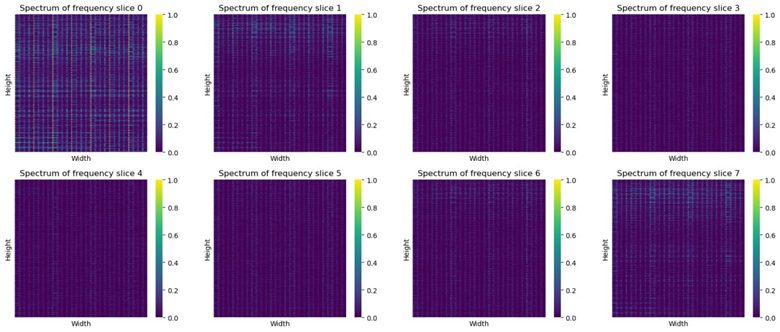 Spectrum of frequency slice 0
Height
Width
1.0
0.8
0.6
0.4
0.2
0.0
Spectrum of frequency slice 1
Height
Width
1.0
0.8
0.6
0.4
0.2
0.0
Spectrum of frequency slice 2
Height
Width
1.0
0.8
0.6
0.4
0.2
0.0
Spectrum of frequency slice 3
Height
Width
1.0
0.8
0.6
0.4
0.2
0.0
Spectrum of frequency slice 4
Height
Width
1.0
0.8
0.6
0.4
0.2
0.0
Spectrum of frequency slice 5
Height
Width
1.0
0.8
0.6
0.4
0.2
0.0
Spectrum of frequency slice 6
Height
Width
1.0
0.8
0.6
0.4
0.2
0.0
Spectrum of frequency slice 7
Height
Width
1.0
0.8
0.6
0.4
0.2
0.0